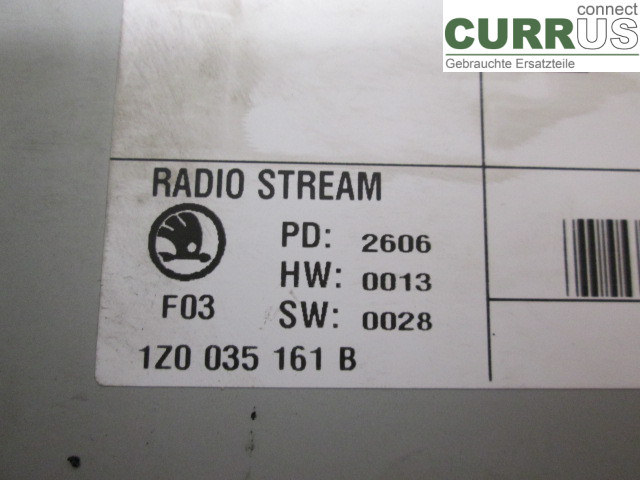 connect
CURRUS
Gebrauchte Ersatzteile
RADIO STREAM
PD: 2606
HW: 0013
F03
SW: 0028
1Z0 035 161 B